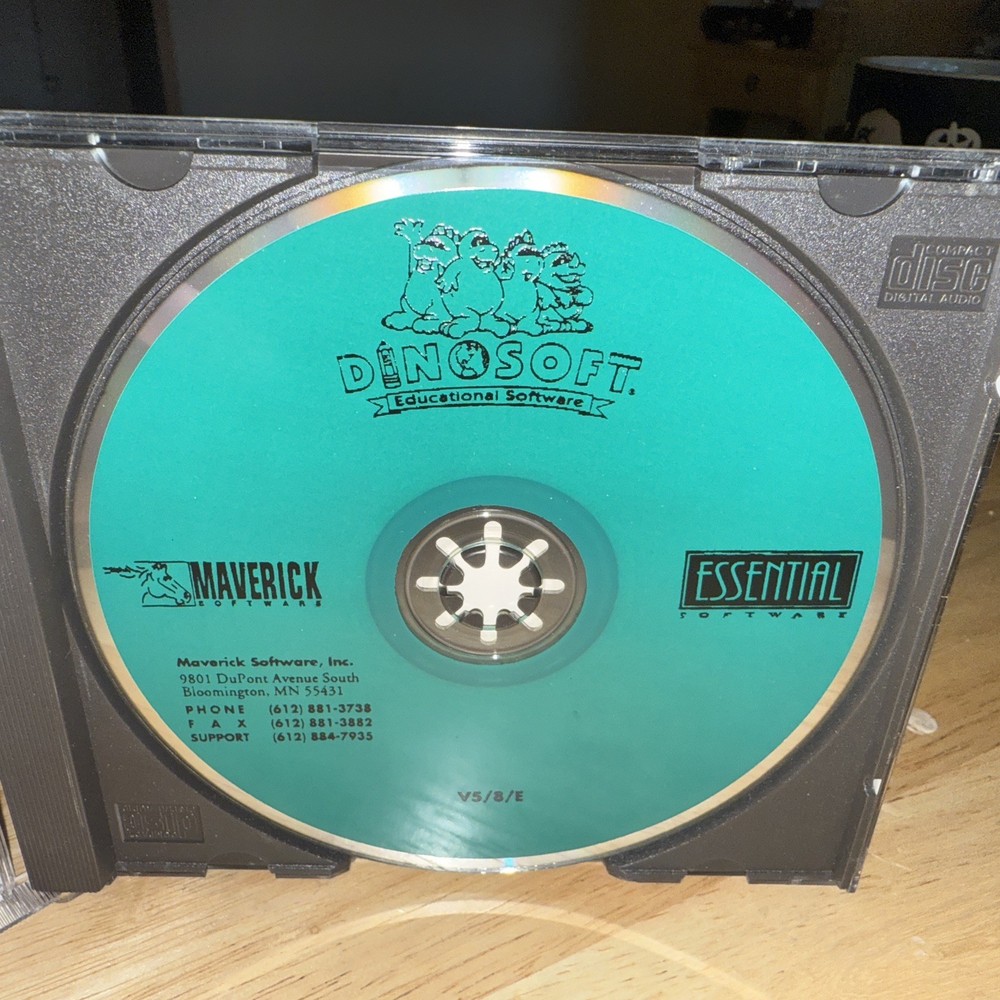 COMPACT
disc
DIGITAL AUDIO
DINOSOFT
Educational Software
MAVERICK
SOFTWARE
ESSENTIAL
SOFTWARE
Maverick Software, Inc.
9801 DuPont Avenue South
Bloomington, MN 55431
PHONE (612) 881-3738
FAX (612) 881-3882
SUPPORT (612) 884-7935
V5/8/E